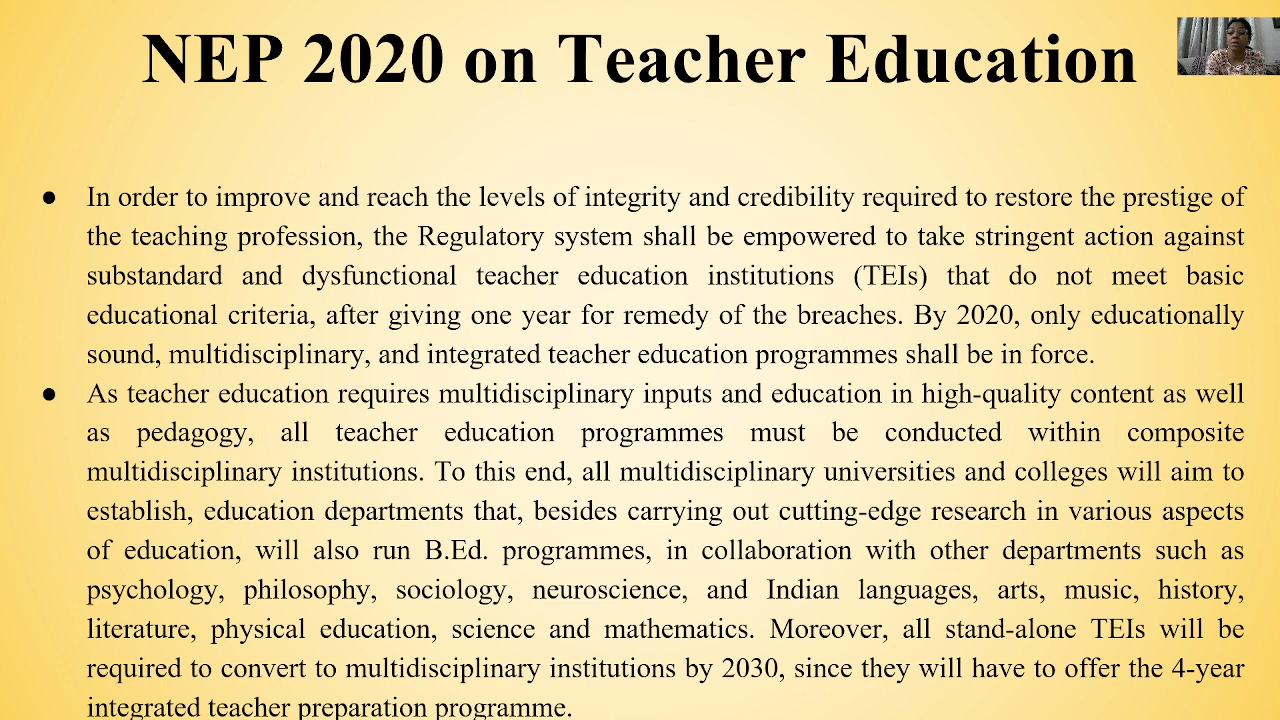 NEP 2020 on Teacher Education
● In order to improve and reach the levels of integrity and credibility required to restore the prestige of
the teaching profession, the Regulatory system shall be empowered to take stringent action against
substandard and dysfunctional teacher education institutions (TEIs) that do not meet basic
educational criteria, after giving one year for remedy of the breaches. By 2020, only educationally
sound, multidisciplinary, and integrated teacher education programmes shall be in force.
● As teacher education requires multidisciplinary inputs and education in high-quality content as well
as pedagogy, all teacher education programmes must be conducted within composite
multidisciplinary institutions. To this end, all multidisciplinary universities and colleges will aim to
establish, education departments that, besides carrying out cutting-edge research in various aspects
of education, will also run B.Ed. programmes, in collaboration with other departments such as
psychology, philosophy, sociology, neuroscience, and Indian languages, arts, music, history,
literature, physical education, science and mathematics. Moreover, all stand-alone TEIs will be
required to convert to multidisciplinary institutions by 2030, since they will have to offer the 4-year
integrated teacher preparation programme.